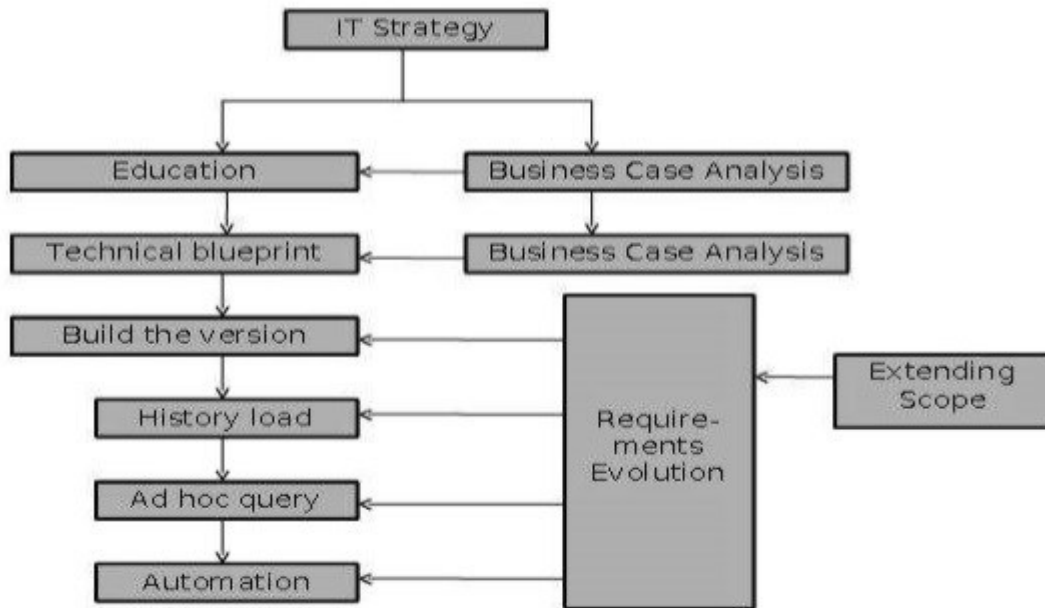 IT Strategy
Education
Business Case Analysis
Technical blueprint
Business Case Analysis
Build the version
History load
Ad hoc query
Automation
Require-
ments
Evolution
Extending
Scope